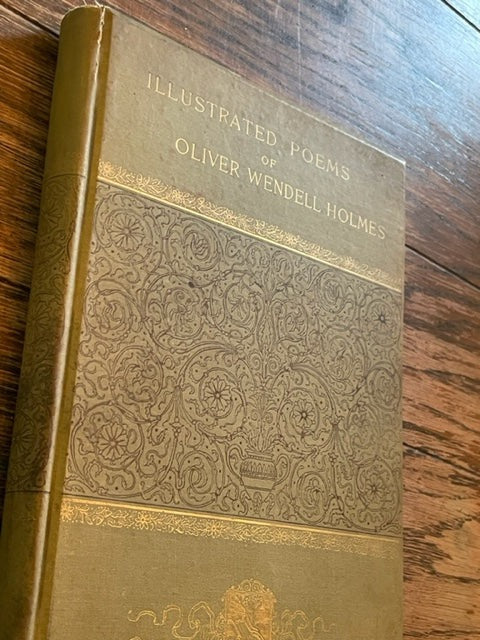 ILLUSTRATED POEMS
OF
OLIVER WENDELL HOLMES